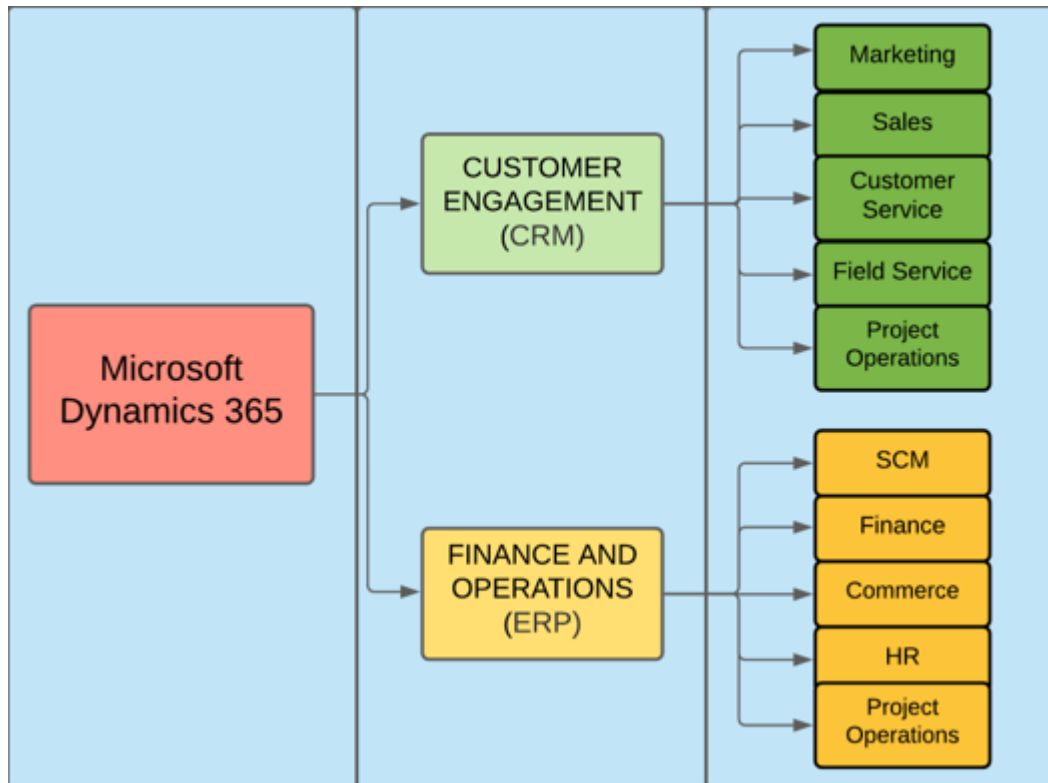 Microsoft
Dynamics 365
CUSTOMER
ENGAGEMENT
(CRM)
FINANCE AND
OPERATIONS
(ERP)
Marketing
Sales
Customer
Service
Field Service
Project
Operations
SCM
Finance
Commerce
HR
Project
Operations